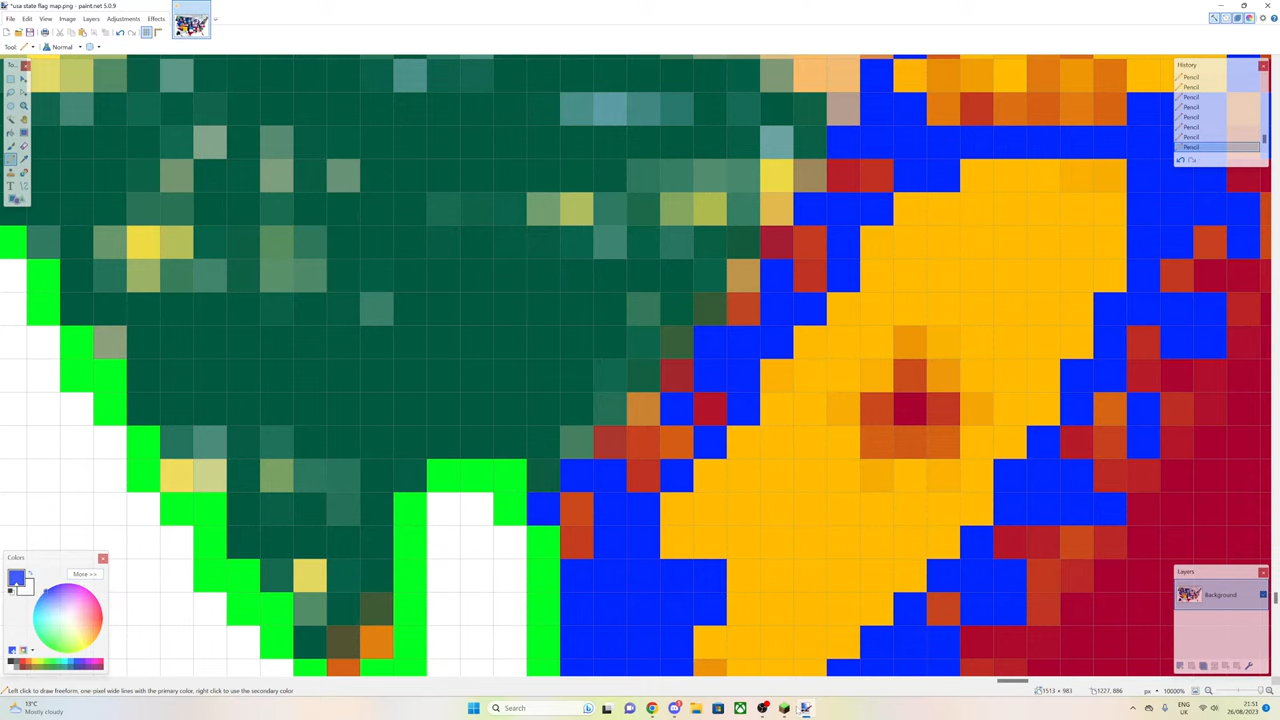 *usa state flag map.png - paint.net 5.0.9
File Edit View Image Layers Adjustments Effects
Tool: Normal
To...
History
Pencil
Pencil
Pencil
Pencil
Pencil
Pencil
Pencil
Pencil
Colors
More >>
Layers
Background
Left click to draw freeform, one-pixel wide lines with the primary color, right click to use the secondary color
1513 × 983
1227, 886
px
10000%
13°C
Mostly cloudy
Search
ENG
UK
21:51
26/08/2023